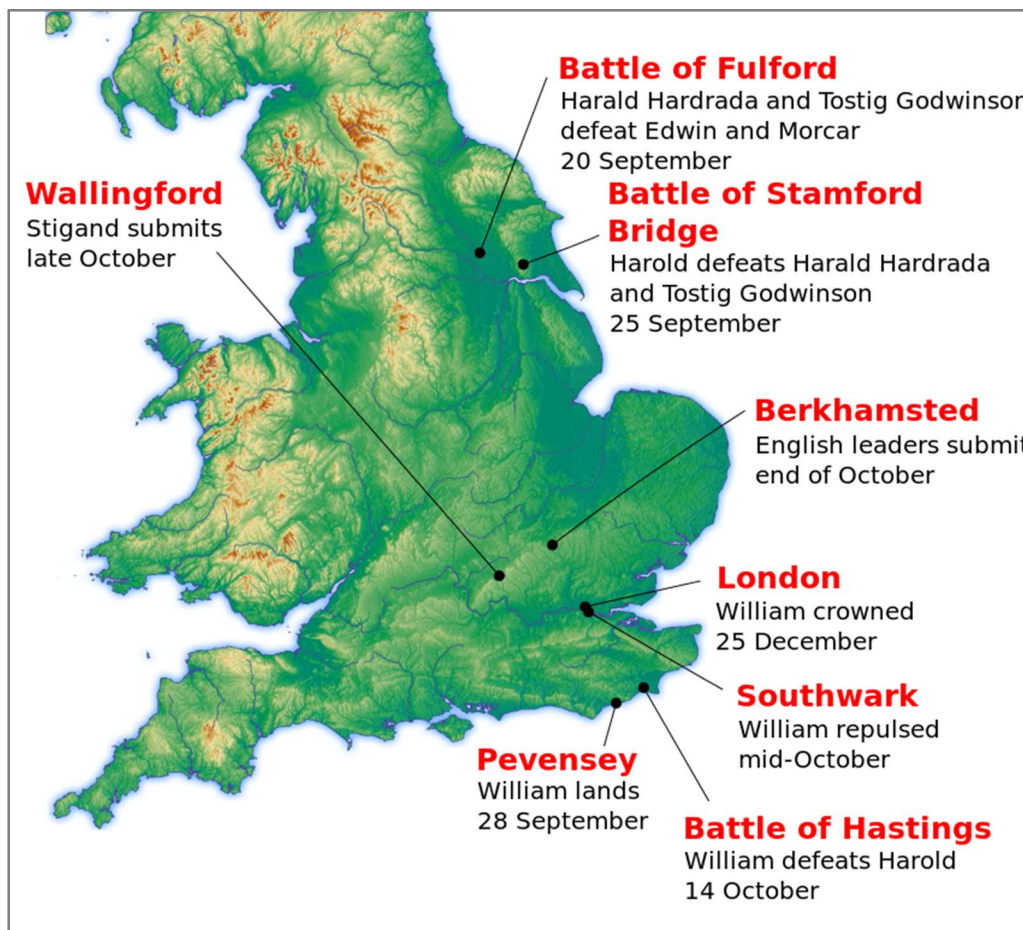 Battle of Fulford
Harald Hardrada and Tostig Godwinson
defeat Edwin and Morcar
20 September
Wallingford
Stigand submits
late October
Battle of Stamford
Bridge
Harold defeats Harald Hardrada
and Tostig Godwinson
25 September
Berkhamsted
English leaders submit
end of October
London
William crowned
25 December
Southwark
William repulsed
mid-October
Pevensey
William lands
28 September
Battle of Hastings
William defeats Harold
14 October